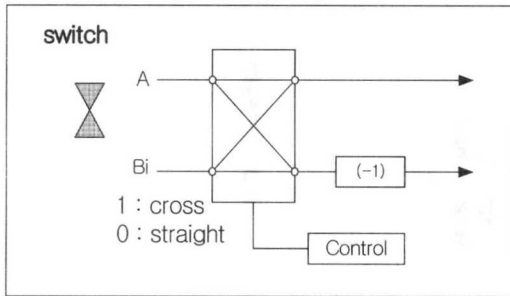 switch
A
Bi
(-1)
1 : cross
0 : straight
Control